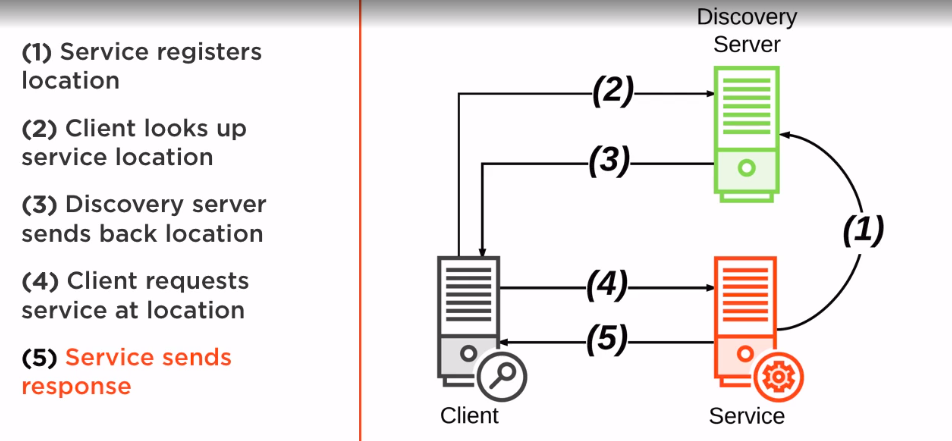 (1) Service registers
location
(2) Client looks up
service location
(3) Discovery server
sends back location
(4) Client requests
service at location
(5) Service sends
response
Discovery
Server
(2)
(3)
(1)
(4)
(5)
Client
Service